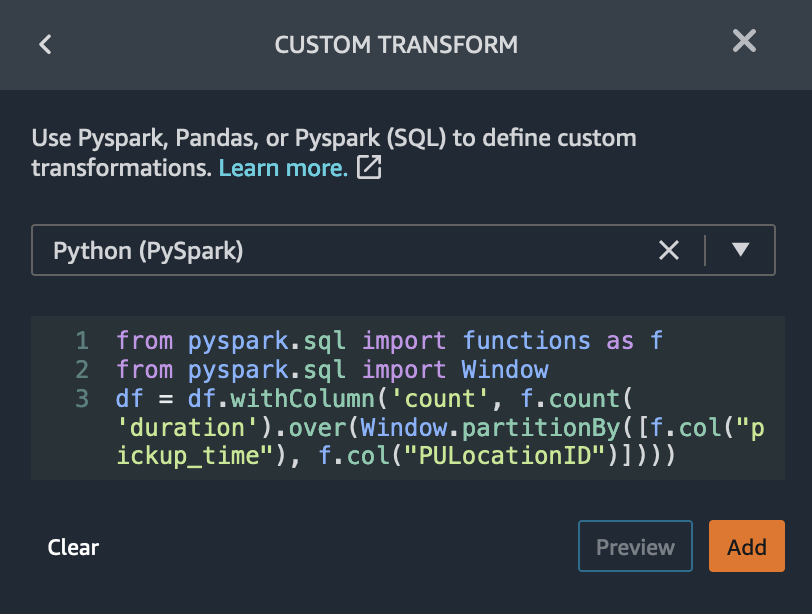 CUSTOM TRANSFORM
Use Pyspark, Pandas, or Pyspark (SQL) to define custom
transformations. Learn more.
Python (PySpark)
1 from pyspark.sql import functions as f
2 from pyspark.sql import Window
3 df = df.withColumn('count', f.count(
'duration').over(Window.partitionBy([f.col("p
ickup_time"), f.col("PULocationID")])))
Clear
Preview
Add